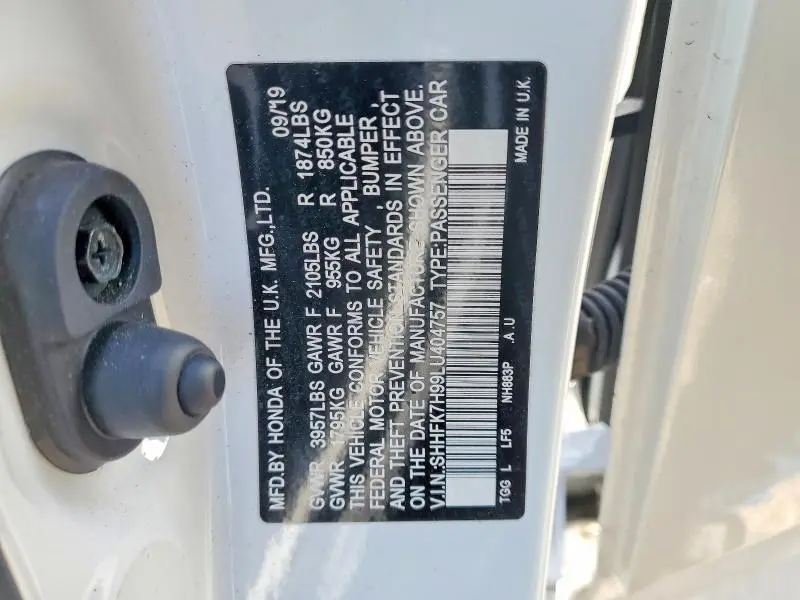 MFD.BY HONDA OF THE U.K. MFG.,LTD. 09/19
GVWR 3957LBS GAWR F 2105LBS R 1874LBS
GVWR 1795KG GAWR F 955KG R 850KG
THIS VEHICLE CONFORMS TO ALL APPLICABLE
FEDERAL MOTOR VEHICLE SAFETY , BUMPER ,
AND THEFT PREVENTION STANDARDS IN EFFECT
ON THE DATE OF MANUFACTURE SHOWN ABOVE.
V.I.N.:SHHFK7H99LU404757 TYPE:PASSENGER CAR
TGG L LF5 NH883P A.U MADE IN U.K.